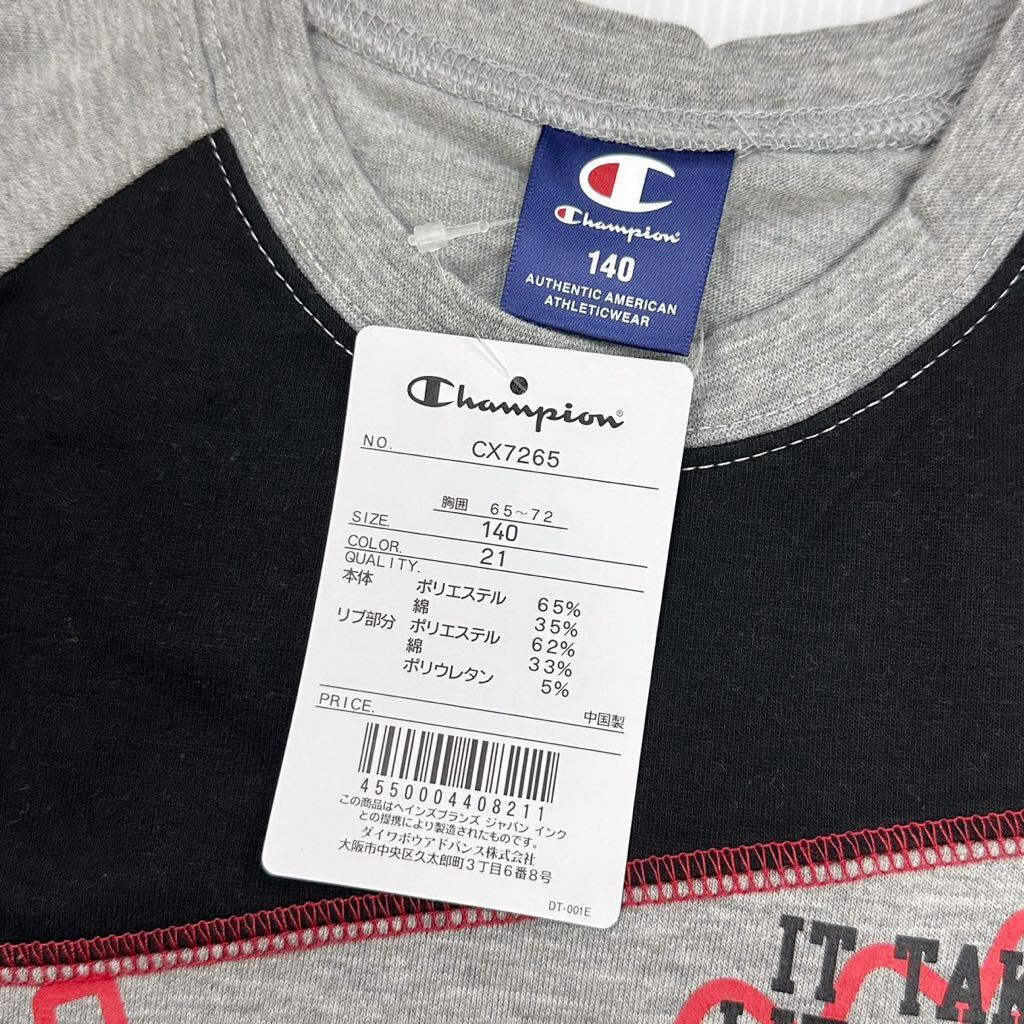 Champion
140
AUTHENTIC AMERICAN
ATHLETICWEAR
Champion®
NO. CX7265
胸囲 65～72
SIZE. 140
COLOR. 21
QUALITY.
本体 ポリエステル 65%
綿 35%
リブ部分 ポリエステル 62%
綿 33%
ポリウレタン 5%
PRICE. 中国製
4550004408211
この商品はヘインズブランズ ジャパン インク
との提携により製造されたものです。
ダイワボウアドバンス株式会社
大阪市中央区久太郎町3丁目6番8号
DT-001E
IT TAK